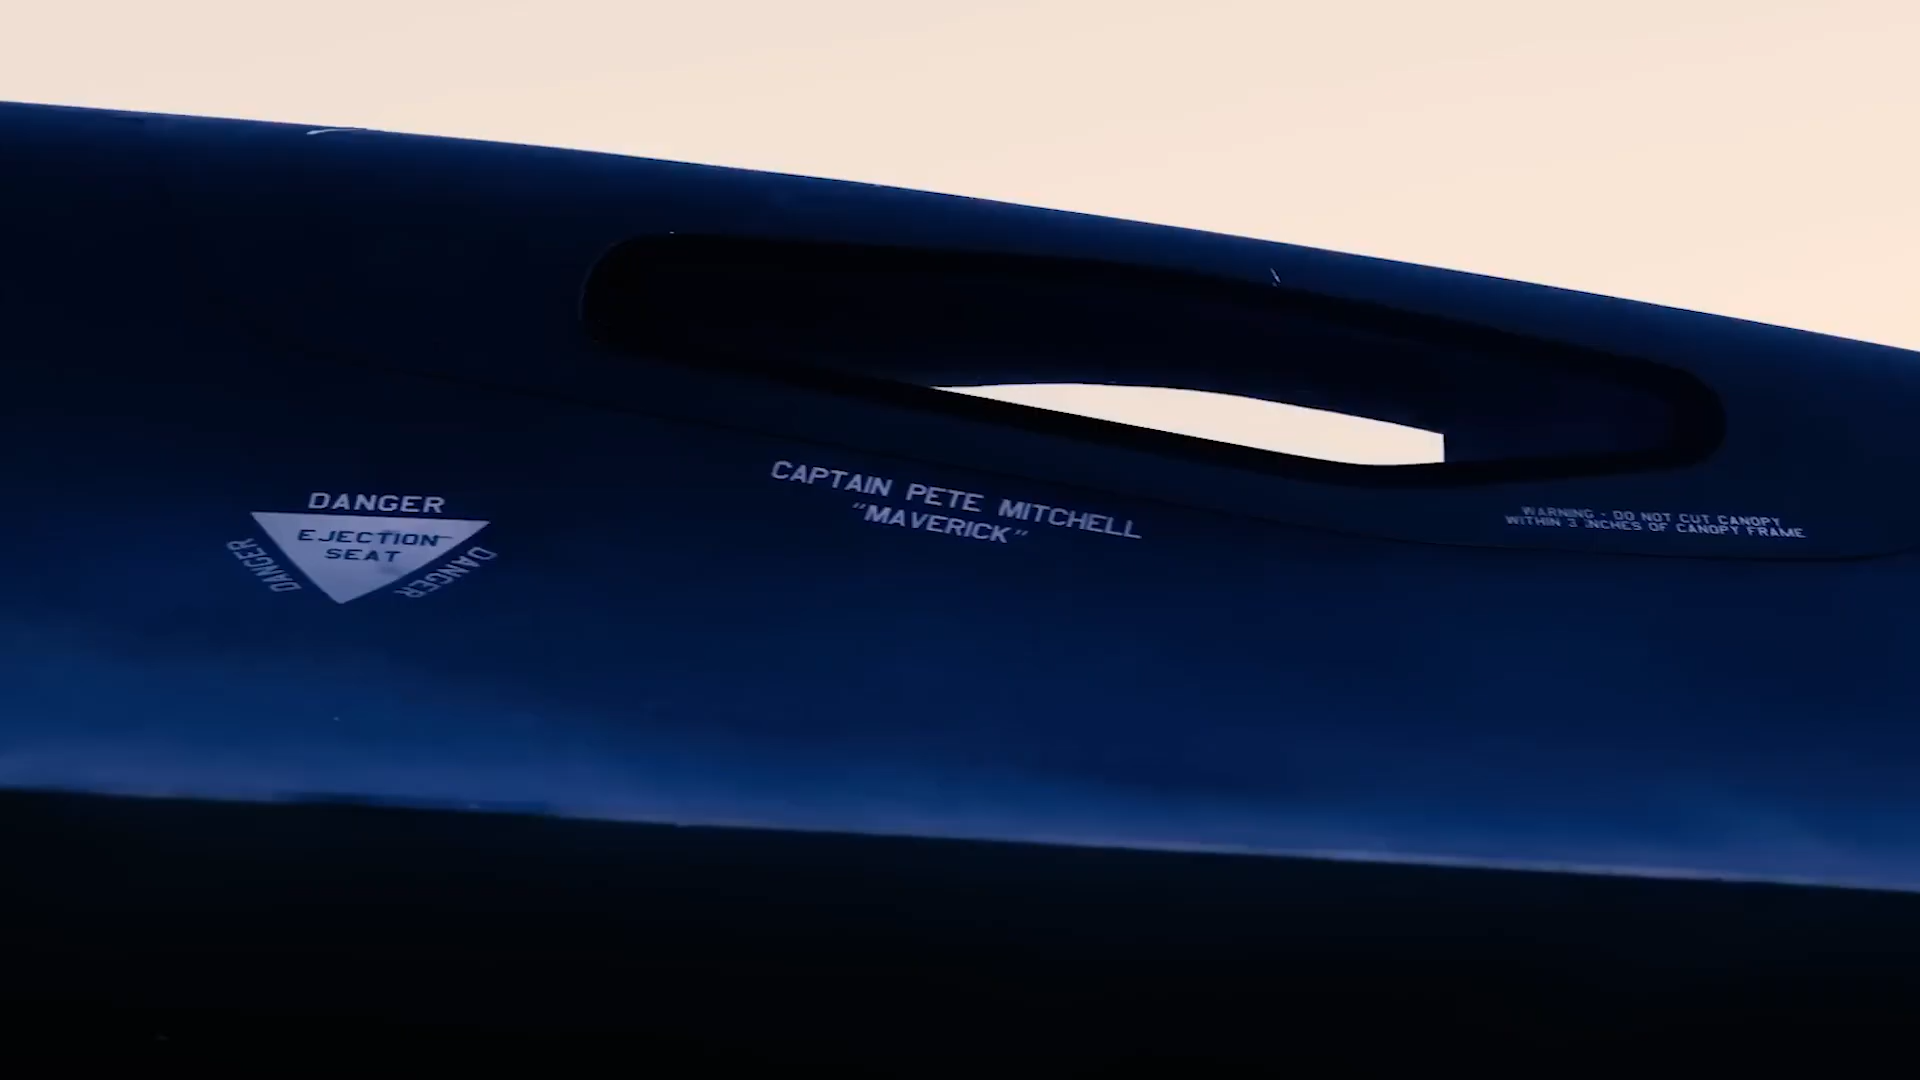 DANGER
EJECTION
SEAT
DANGER
DANGER
CAPTAIN PETE MITCHELL
"MAVERICK"
WARNING - DO NOT CUT CANOPY
WITHIN 3 INCHES OF CANOPY FRAME